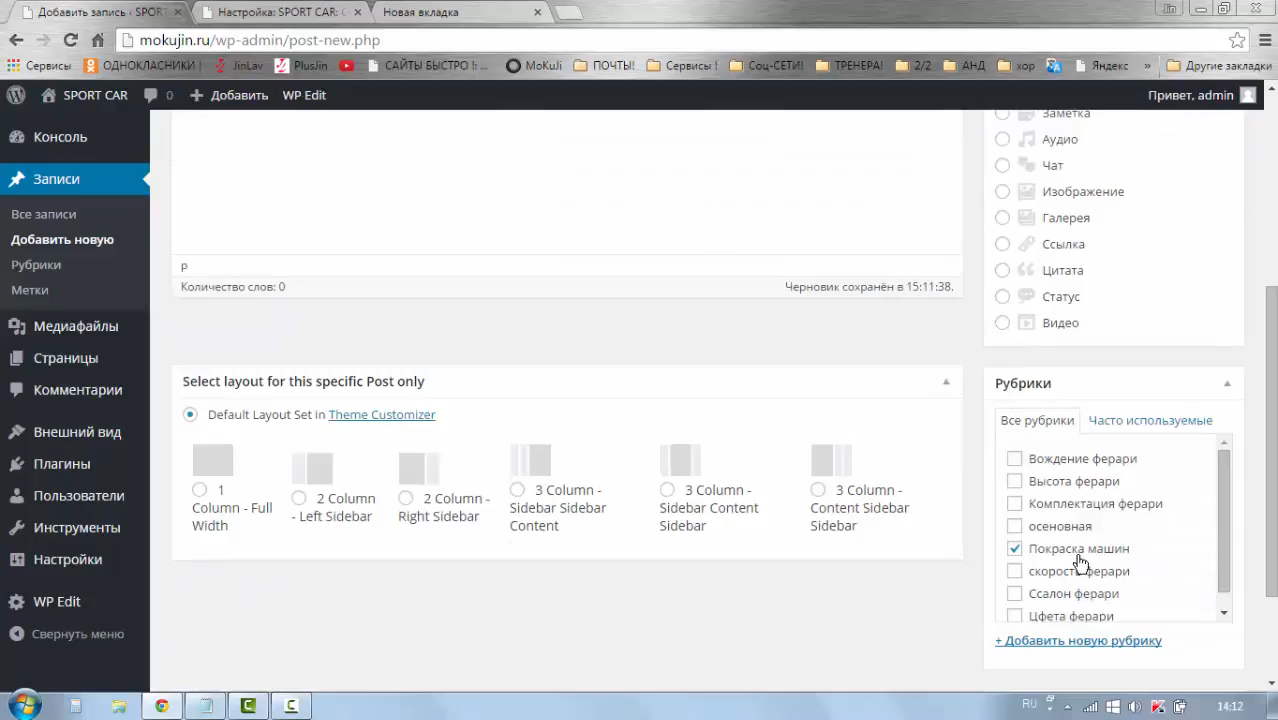 Добавить запись ‹ SPORT
Настройка: SPORT CAR: С
Новая вкладка
mokujin.ru/wp-admin/post-new.php
Сервисы ОДНОКЛАСНИКИ JinLav PlusJin САЙТЫ БЫСТРО !: ... MoKuJi ПОЧТЫ! Сервисы ! Соц-СЕТИ! ТРЕНЕРА! 2/2 АНД хор Яндекс » Другие закладки
SPORT CAR 0 + Добавить WP Edit Привет, admin
Консоль
Записи
Все записи
Добавить новую
Рубрики
Метки
Медиафайлы
Страницы
Комментарии
Внешний вид
Плагины
Пользователи
Инструменты
Настройки
WP Edit
Свернуть меню
p
Количество слов: 0 Черновик сохранён в 15:11:38.
Select layout for this specific Post only
Default Layout Set in Theme Customizer
1 Column - Full Width
2 Column - Left Sidebar
2 Column - Right Sidebar
3 Column - Sidebar Sidebar Content
3 Column - Sidebar Content Sidebar
3 Column - Content Sidebar Sidebar
Заметка
Аудио
Чат
Изображение
Галерея
Ссылка
Цитата
Статус
Видео
Рубрики
Все рубрики Часто используемые
Вождение ферари
Высота ферари
Комплектация ферари
осеновная
Покраска машин
скорость ферари
Ссалон ферари
Цфета ферари
+ Добавить новую рубрику
RU 14:12